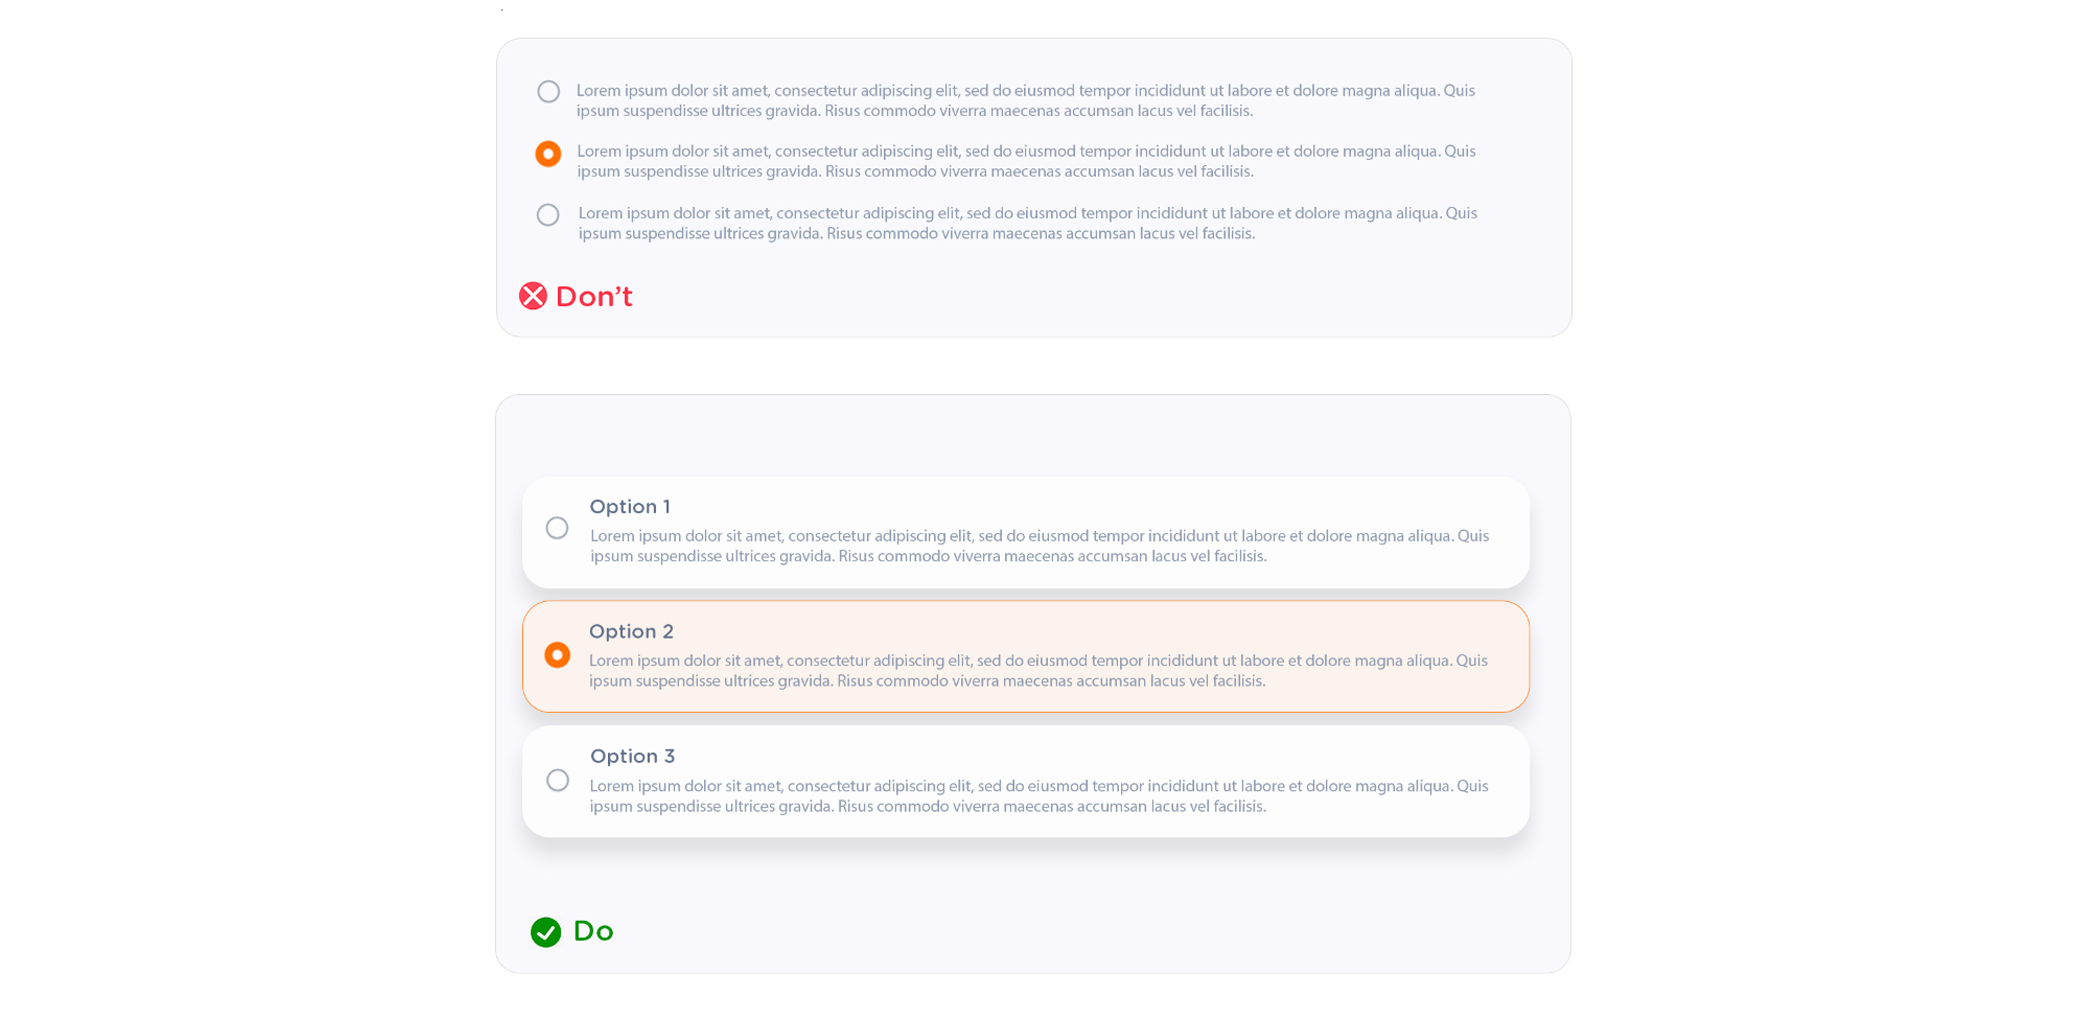 Lorem ipsum dolor sit amet, consectetur adipiscing elit, sed do eiusmod tempor incididunt ut labore et dolore magna aliqua. Quis
ipsum suspendisse ultrices gravida. Risus commodo viverra maecenas accumsan lacus vel facilisis.
Lorem ipsum dolor sit amet, consectetur adipiscing elit, sed do eiusmod tempor incididunt ut labore et dolore magna aliqua. Quis
ipsum suspendisse ultrices gravida. Risus commodo viverra maecenas accumsan lacus vel facilisis.
Lorem ipsum dolor sit amet, consectetur adipiscing elit, sed do eiusmod tempor incididunt ut labore et dolore magna aliqua. Quis
ipsum suspendisse ultrices gravida. Risus commodo viverra maecenas accumsan lacus vel facilisis.
Don’t
Option 1
Lorem ipsum dolor sit amet, consectetur adipiscing elit, sed do eiusmod tempor incididunt ut labore et dolore magna aliqua. Quis
ipsum suspendisse ultrices gravida. Risus commodo viverra maecenas accumsan lacus vel facilisis.
Option 2
Lorem ipsum dolor sit amet, consectetur adipiscing elit, sed do eiusmod tempor incididunt ut labore et dolore magna aliqua. Quis
ipsum suspendisse ultrices gravida. Risus commodo viverra maecenas accumsan lacus vel facilisis.
Option 3
Lorem ipsum dolor sit amet, consectetur adipiscing elit, sed do eiusmod tempor incididunt ut labore et dolore magna aliqua. Quis
ipsum suspendisse ultrices gravida. Risus commodo viverra maecenas accumsan lacus vel facilisis.
Do